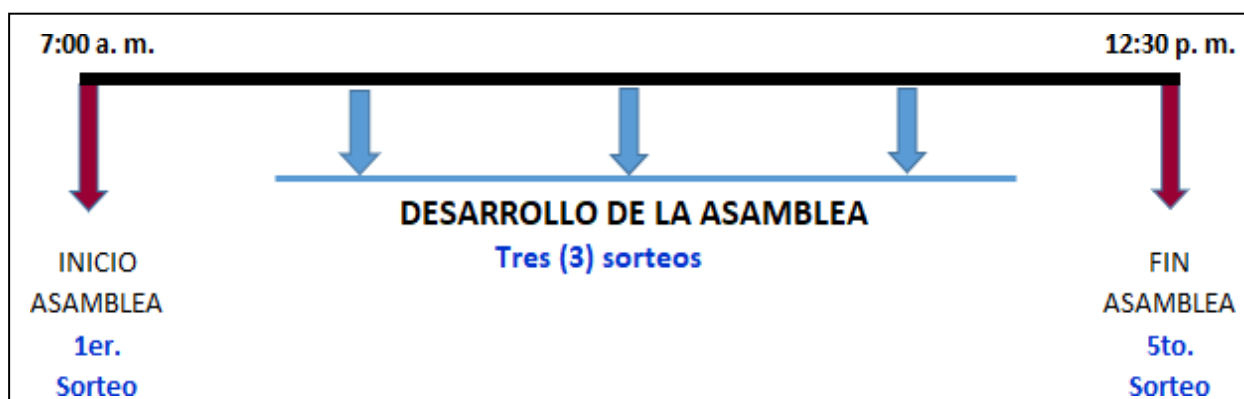 7:00 a. m.
12:30 p. m.
DESARROLLO DE LA ASAMBLEA
Tres (3) sorteos
INICIO
ASAMBLEA
1er.
Sorteo
FIN
ASAMBLEA
5to.
Sorteo